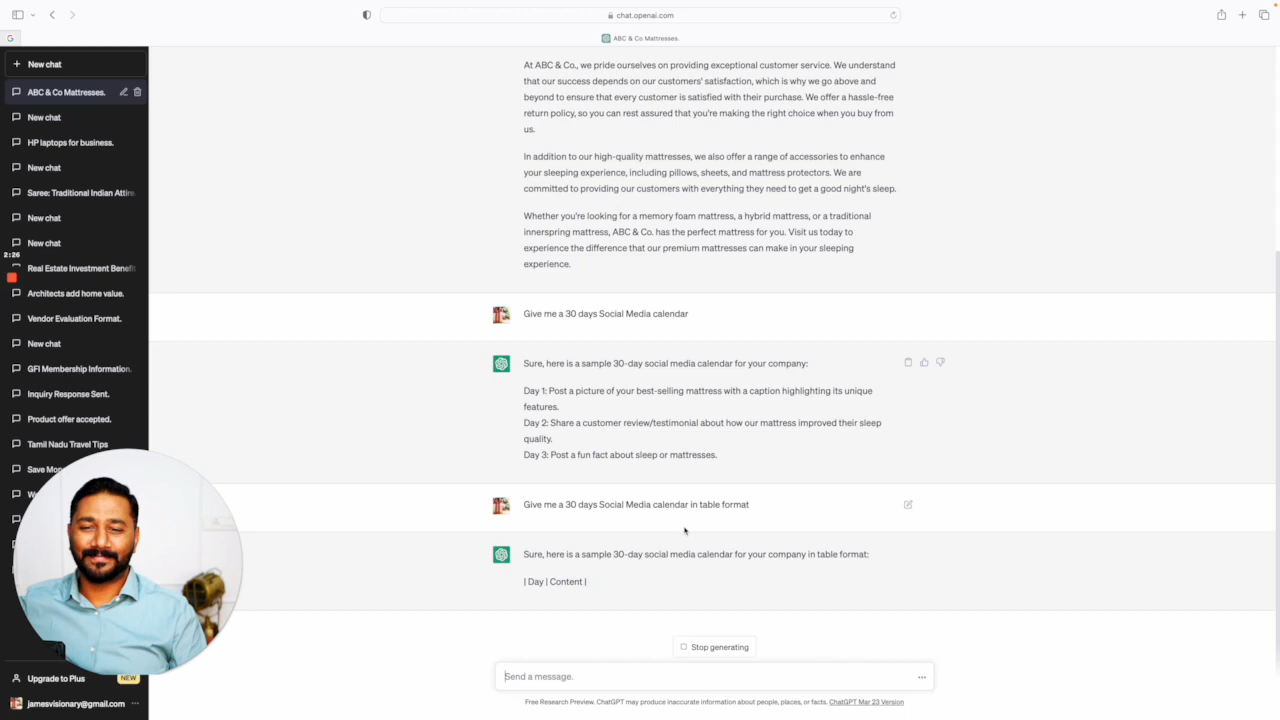 chat.openai.com
G
ABC & Co Mattresses.
New chat
ABC & Co Mattresses.
New chat
HP laptops for business.
New chat
Saree: Traditional Indian Attire.
New chat
New chat
2:26
Real Estate Investment Benefit
Architects add home value.
Vendor Evaluation Format.
New chat
GFI Membership Information.
Inquiry Response Sent.
Product offer accepted.
Tamil Nadu Travel Tips
Save Mon
Upgrade to Plus
NEW
jamesvisionary@gmail.com
At ABC & Co., we pride ourselves on providing exceptional customer service. We understand
that our success depends on our customers' satisfaction, which is why we go above and
beyond to ensure that every customer is satisfied with their purchase. We offer a hassle-free
return policy, so you can rest assured that you're making the right choice when you buy from
us.
In addition to our high-quality mattresses, we also offer a range of accessories to enhance
your sleeping experience, including pillows, sheets, and mattress protectors. We are
committed to providing our customers with everything they need to get a good night's sleep.
Whether you're looking for a memory foam mattress, a hybrid mattress, or a traditional
innerspring mattress, ABC & Co. has the perfect mattress for you. Visit us today to
experience the difference that our premium mattresses can make in your sleeping
experience.
Give me a 30 days Social Media calendar
Sure, here is a sample 30-day social media calendar for your company:
Day 1: Post a picture of your best-selling mattress with a caption highlighting its unique
features.
Day 2: Share a customer review/testimonial about how our mattress improved their sleep
quality.
Day 3: Post a fun fact about sleep or mattresses.
Give me a 30 days Social Media calendar in table format
Sure, here is a sample 30-day social media calendar for your company in table format:
| Day | Content |
Stop generating
Send a message.
Free Research Preview. ChatGPT may produce inaccurate information about people, places, or facts. ChatGPT Mar 23 Version